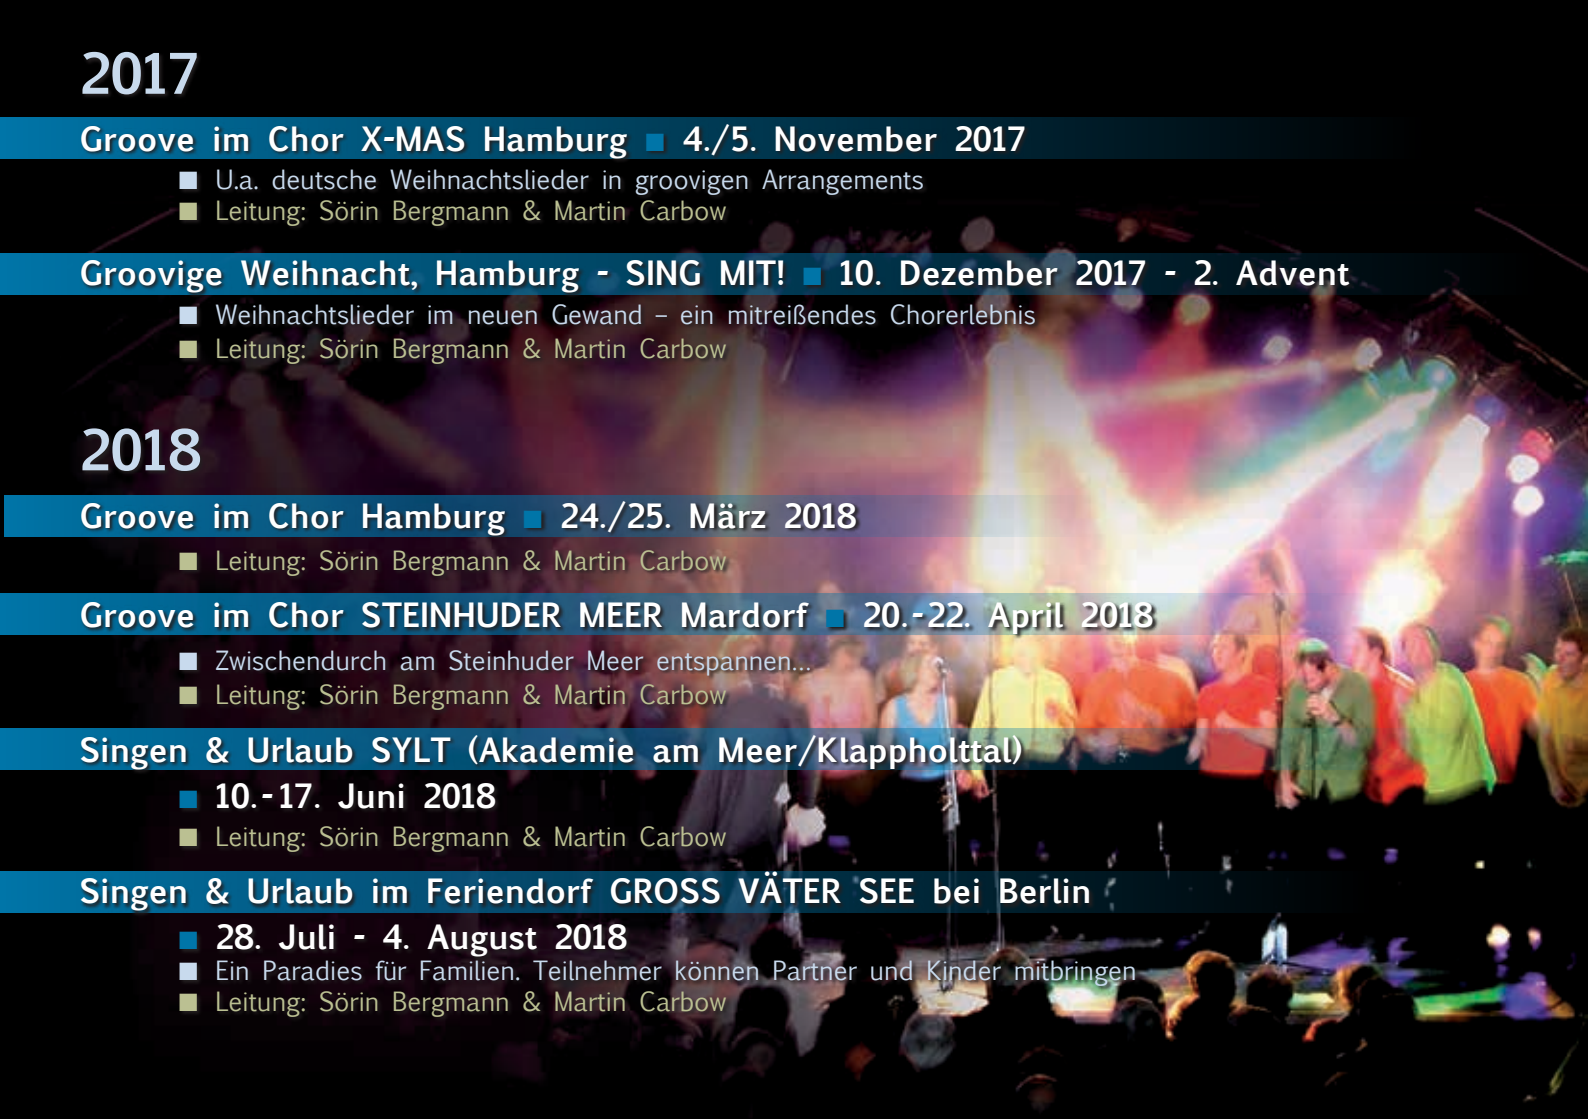 2017
Groove im Chor X-MAS Hamburg ■ 4./5. November 2017
■ U.a. deutsche Weihnachtslieder in groovigen Arrangements
■ Leitung: Sörin Bergmann & Martin Carbow
Groovige Weihnacht, Hamburg - SING MIT! ■ 10. Dezember 2017 - 2. Advent
■ Weihnachtslieder im neuen Gewand – ein mitreißendes Chorerlebnis
■ Leitung: Sörin Bergmann & Martin Carbow
2018
Groove im Chor Hamburg ■ 24./25. März 2018
■ Leitung: Sörin Bergmann & Martin Carbow
Groove im Chor STEINHUDER MEER Mardorf ■ 20.-22. April 2018
■ Zwischendurch am Steinhuder Meer entspannen...
■ Leitung: Sörin Bergmann & Martin Carbow
Singen & Urlaub SYLT (Akademie am Meer/Klappholttal)
■ 10.-17. Juni 2018
■ Leitung: Sörin Bergmann & Martin Carbow
Singen & Urlaub im Feriendorf GROSS VÄTER SEE bei Berlin
■ 28. Juli - 4. August 2018
■ Ein Paradies für Familien. Teilnehmer können Partner und Kinder mitbringen
■ Leitung: Sörin Bergmann & Martin Carbow